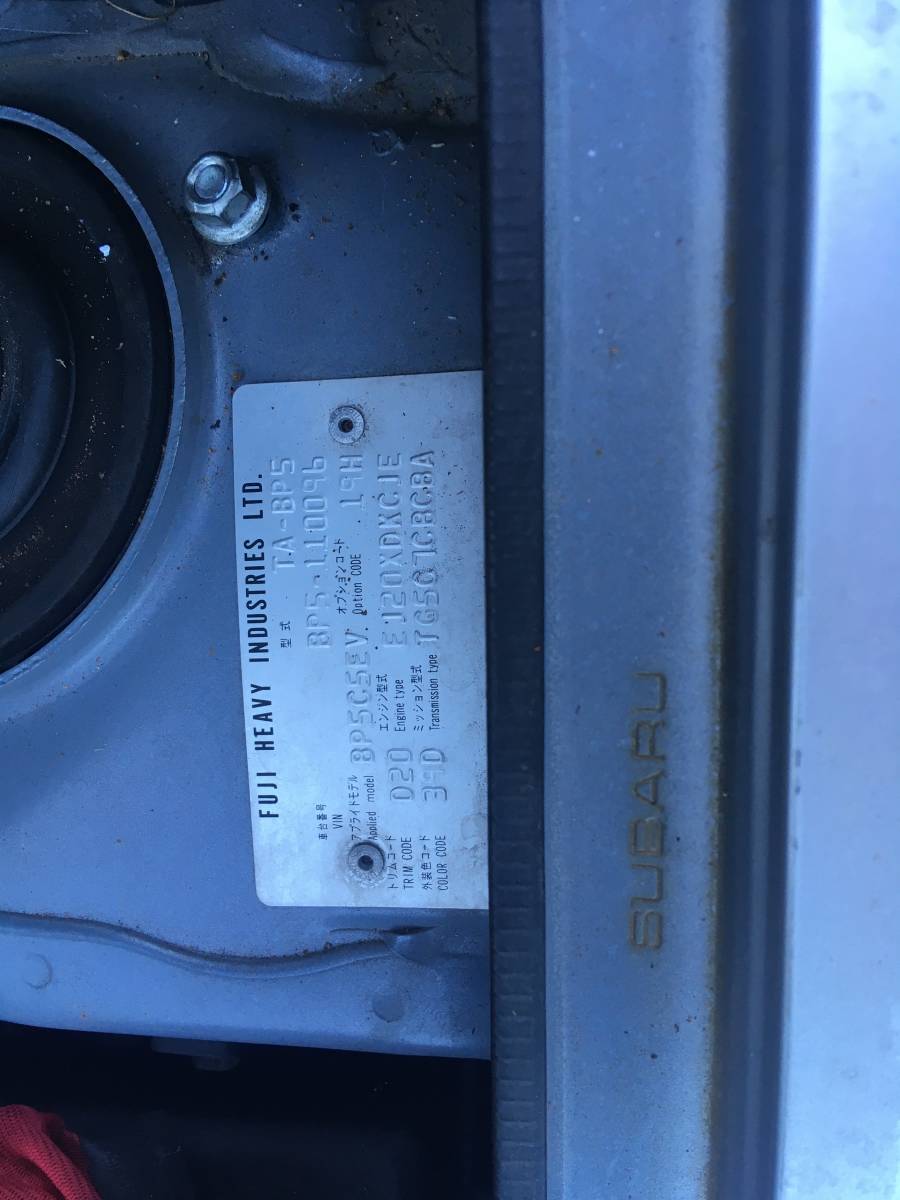 FUJI HEAVY INDUSTRIES LTD.
型式 TA-BP5
車台番号 VIN BP5-110096
アプライドモデル Applied model BP5C5EV
オプションコード Option CODE 19H
トリムコード TRIM CODE D20
エンジン型式 Engine type EJ20XDKCJE
外装色コード COLOR CODE 39D
ミッション型式 Transmission type TG5D7CBCBA
SUBARU